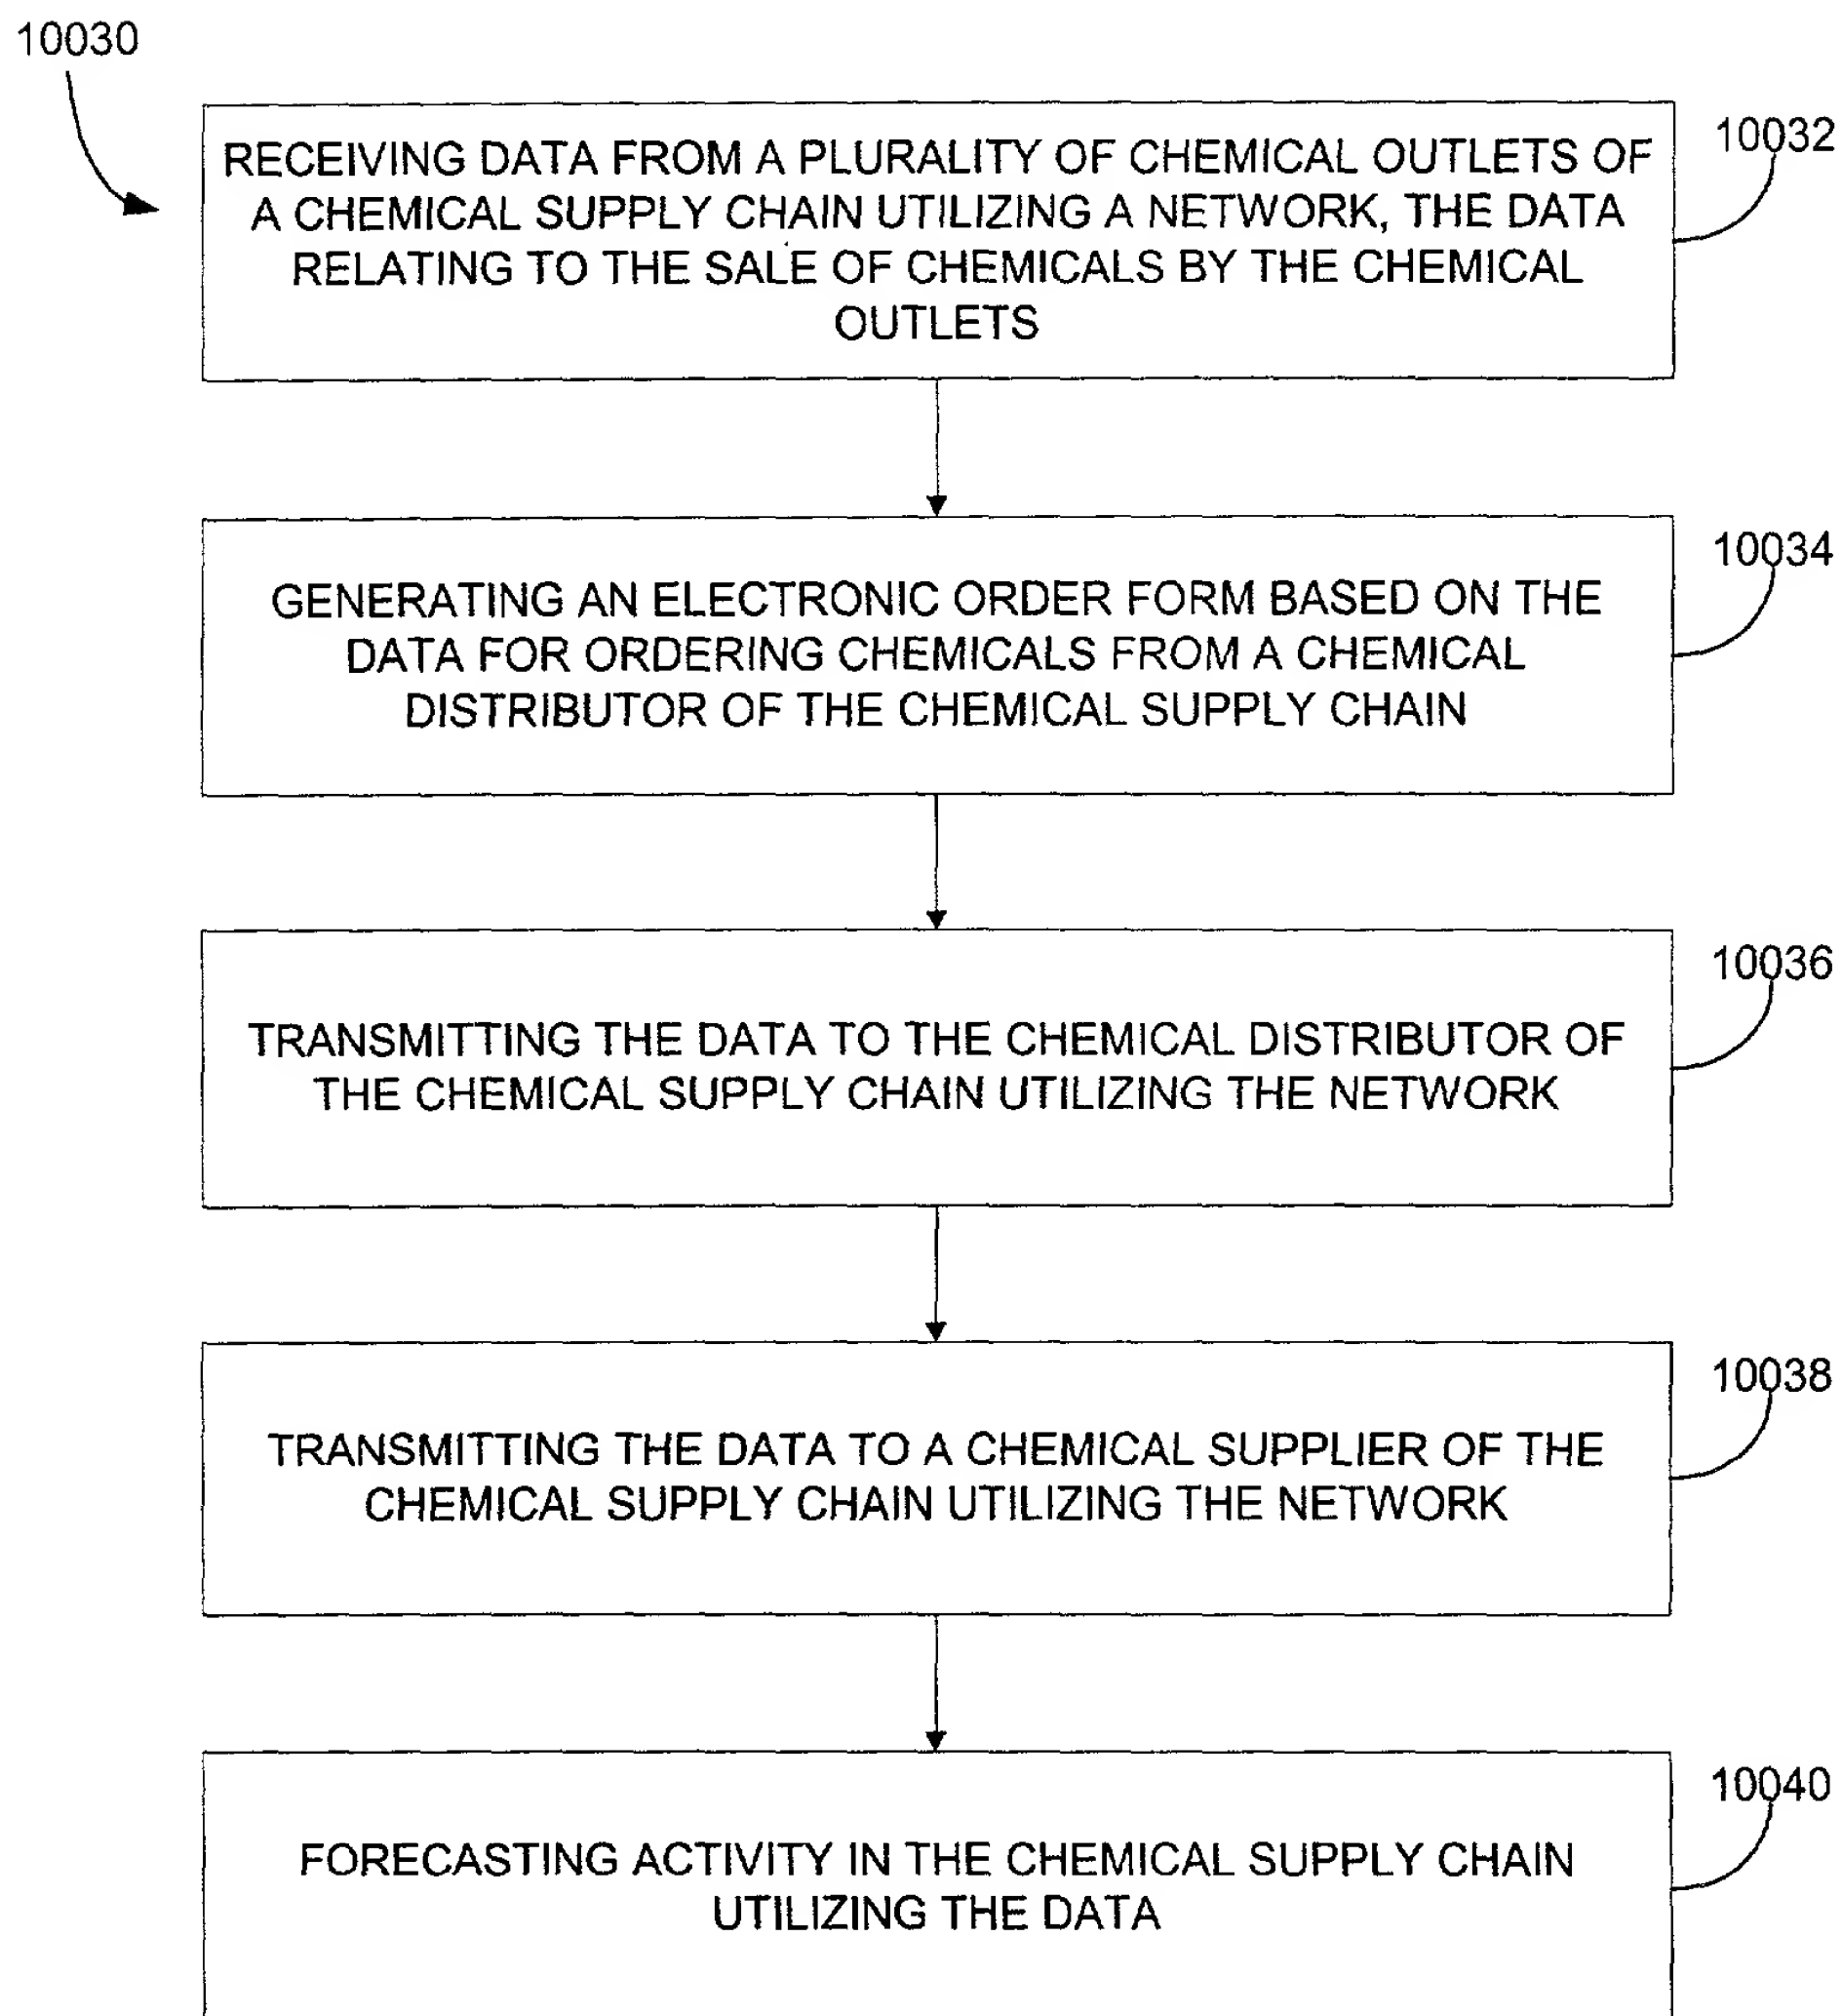 10030
RECEIVING DATA FROM A PLURALITY OF CHEMICAL OUTLETS OF
A CHEMICAL SUPPLY CHAIN UTILIZING A NETWORK, THE DATA
RELATING TO THE SALE OF CHEMICALS BY THE CHEMICAL
OUTLETS
10032
GENERATING AN ELECTRONIC ORDER FORM BASED ON THE
DATA FOR ORDERING CHEMICALS FROM A CHEMICAL
DISTRIBUTOR OF THE CHEMICAL SUPPLY CHAIN
10034
TRANSMITTING THE DATA TO THE CHEMICAL DISTRIBUTOR OF
THE CHEMICAL SUPPLY CHAIN UTILIZING THE NETWORK
10036
TRANSMITTING THE DATA TO A CHEMICAL SUPPLIER OF THE
CHEMICAL SUPPLY CHAIN UTILIZING THE NETWORK
10038
FORECASTING ACTIVITY IN THE CHEMICAL SUPPLY CHAIN
UTILIZING THE DATA
10040